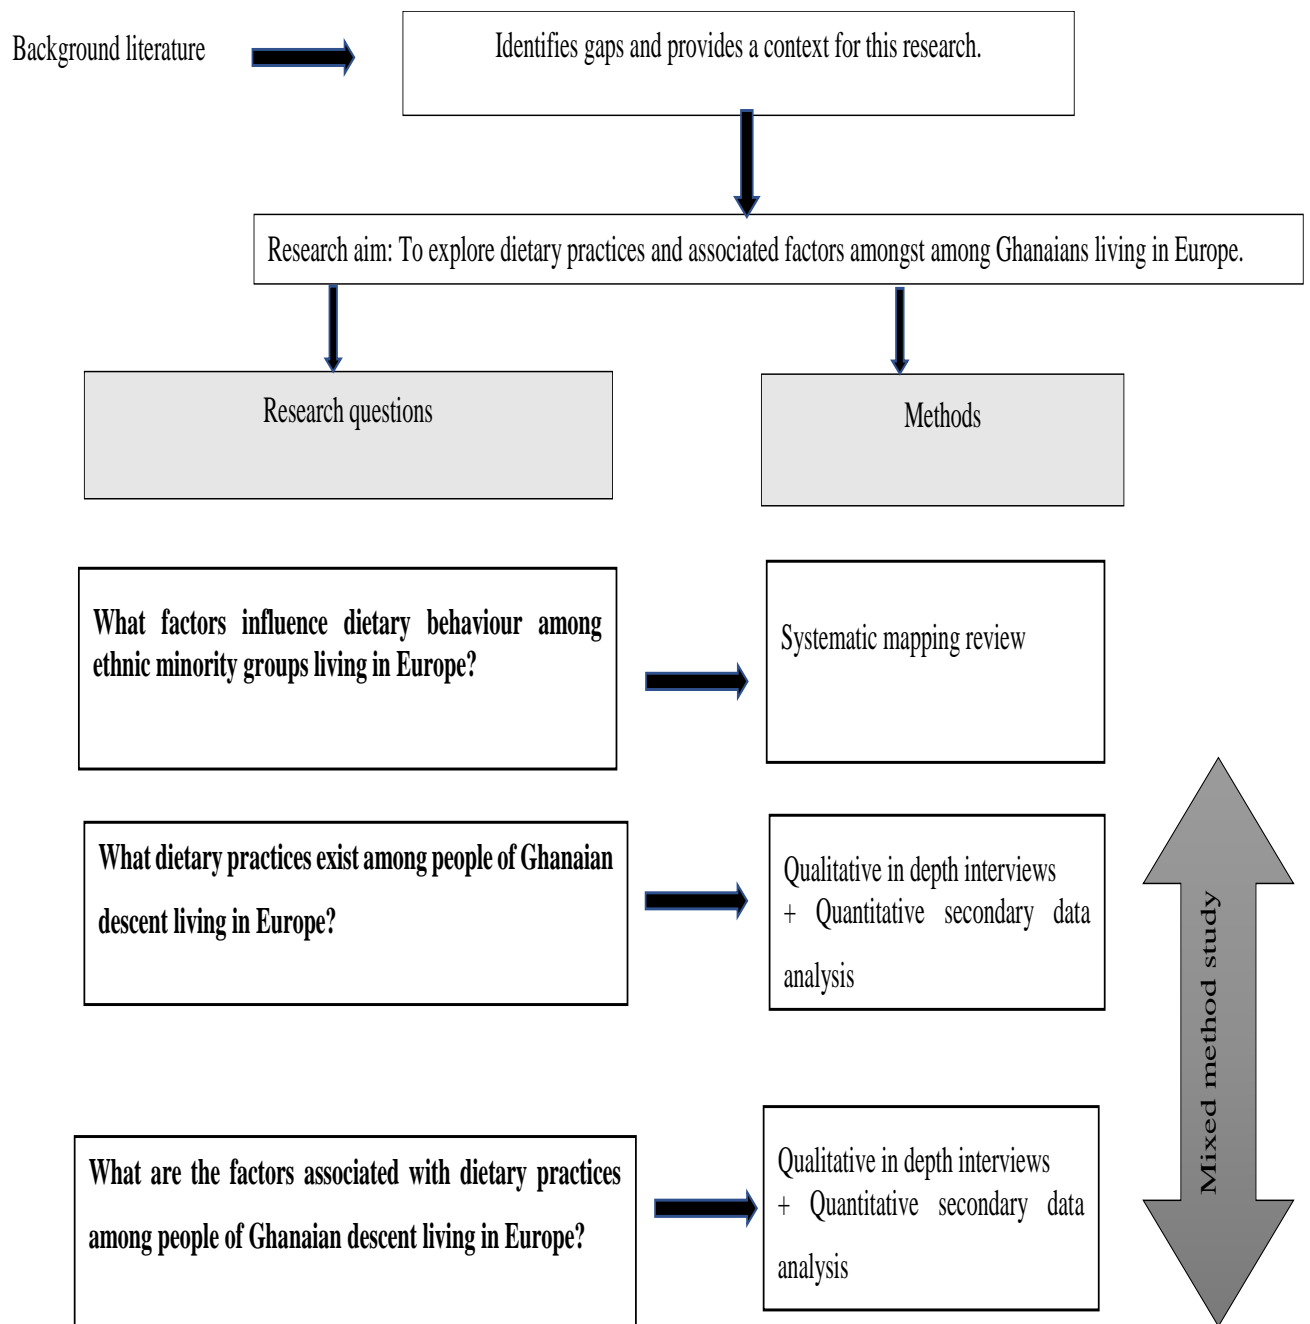 Background literature
Identifies gaps and provides a context for this research.
Research aim: To explore dietary practices and associated factors amongst among Ghanaians living in Europe.
Research questions
Methods
What factors influence dietary behaviour among
ethnic minority groups living in Europe?
Systematic mapping review
What dietary practices exist among people of Ghanaian
descent living in Europe?
Qualitative in depth interviews
+ Quantitative secondary data
analysis
What are the factors associated with dietary practices
among people of Ghanaian descent living in Europe?
Qualitative in depth interviews
+ Quantitative secondary data
analysis
Mixed method study